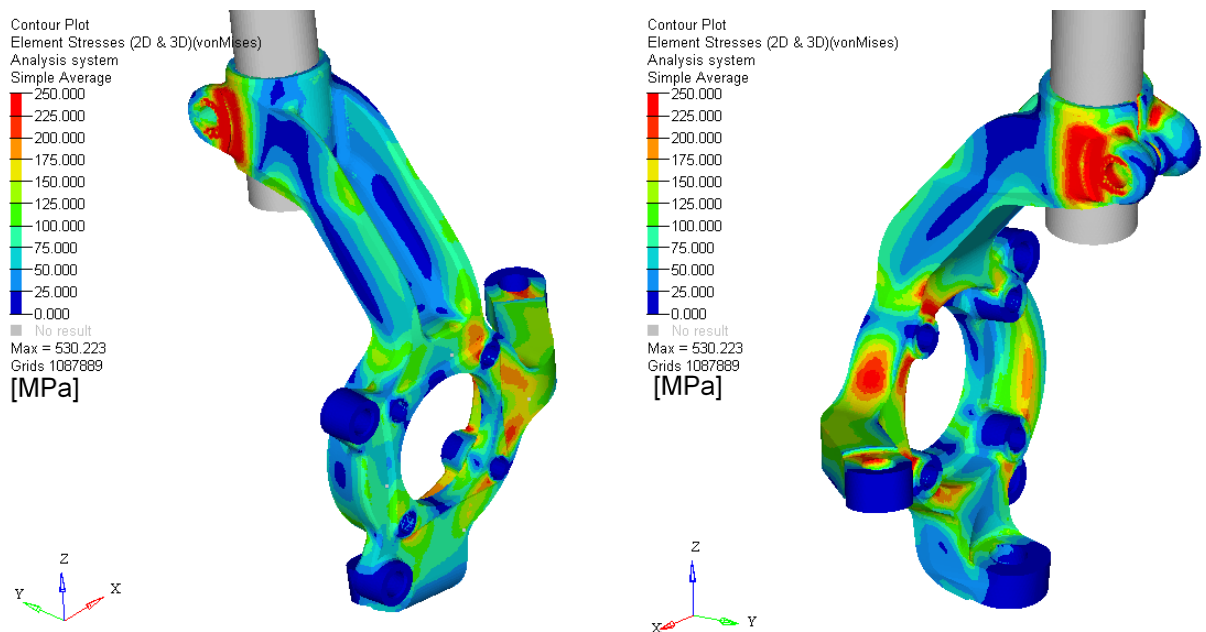 Contour Plot
Element Stresses (2D & 3D)(vonMises)
Analysis system
Simple Average
250.000
225.000
200.000
175.000
150.000
125.000
100.000
75.000
50.000
25.000
0.000
No result
Max = 530.223
Grids 1087889
[MPa]
Z
Y
X
Contour Plot
Element Stresses (2D & 3D)(vonMises)
Analysis system
Simple Average
250.000
225.000
200.000
175.000
150.000
125.000
100.000
75.000
50.000
25.000
0.000
No result
Max = 530.223
Grids 1087889
[MPa]
Z
X
Y